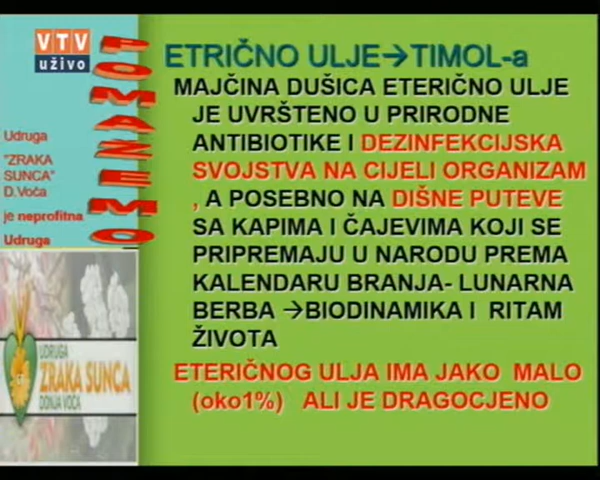 VTV
uživo
POMAŽEMO
Udruga
"ZRAKA
SUNCA"
D.Voća
je neprofitna
Udruga
UDRUGA
ZRAKA SUNCA
DONJA VOĆA
ETRIČNO ULJE→TIMOL-a
MAJČINA DUŠICA ETERIČNO ULJE
JE UVRŠTENO U PRIRODNE
ANTIBIOTIKE I DEZINFEKCIJSKA
SVOJSTVA NA CIJELI ORGANIZAM
, A POSEBNO NA DIŠNE PUTEVE
SA KAPIMA I ČAJEVIMA KOJI SE
PRIPREMAJU U NARODU PREMA
KALENDARU BRANJA- LUNARNA
BERBA →BIODINAMIKA I RITAM
ŽIVOTA
ETERIČNOG ULJA IMA JAKO MALO
(oko1%) ALI JE DRAGOCJENO